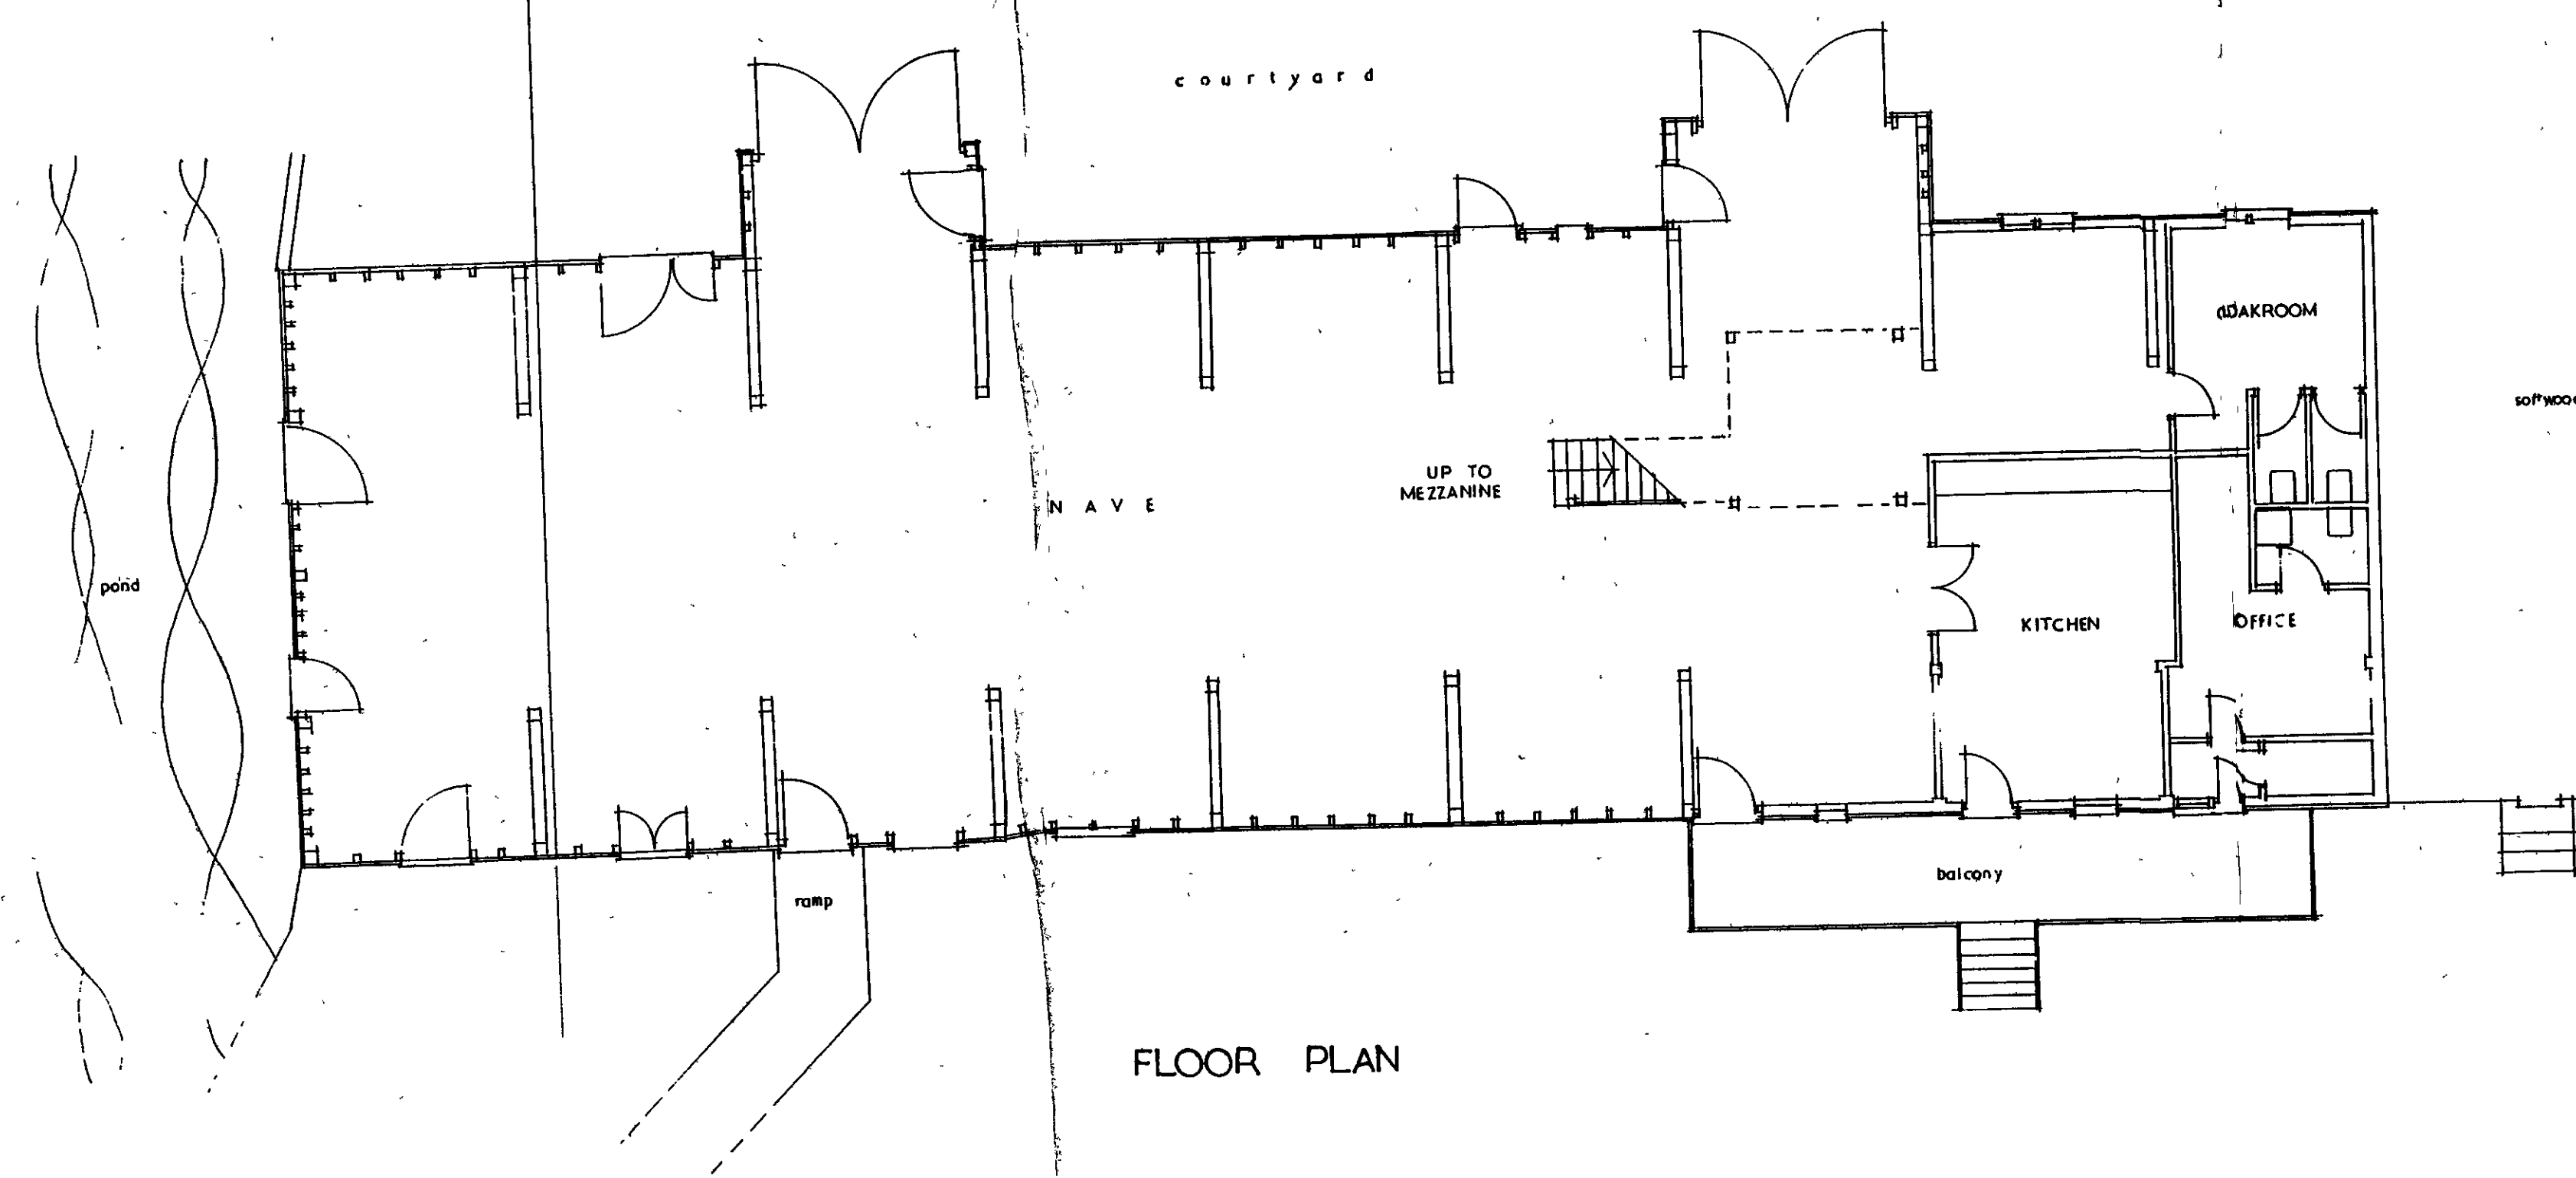 courtyard
CLOAKROOM
softwood
UP TO
MEZZANINE
NAVE
pond
KITCHEN
OFFICE
balcony
ramp
FLOOR PLAN